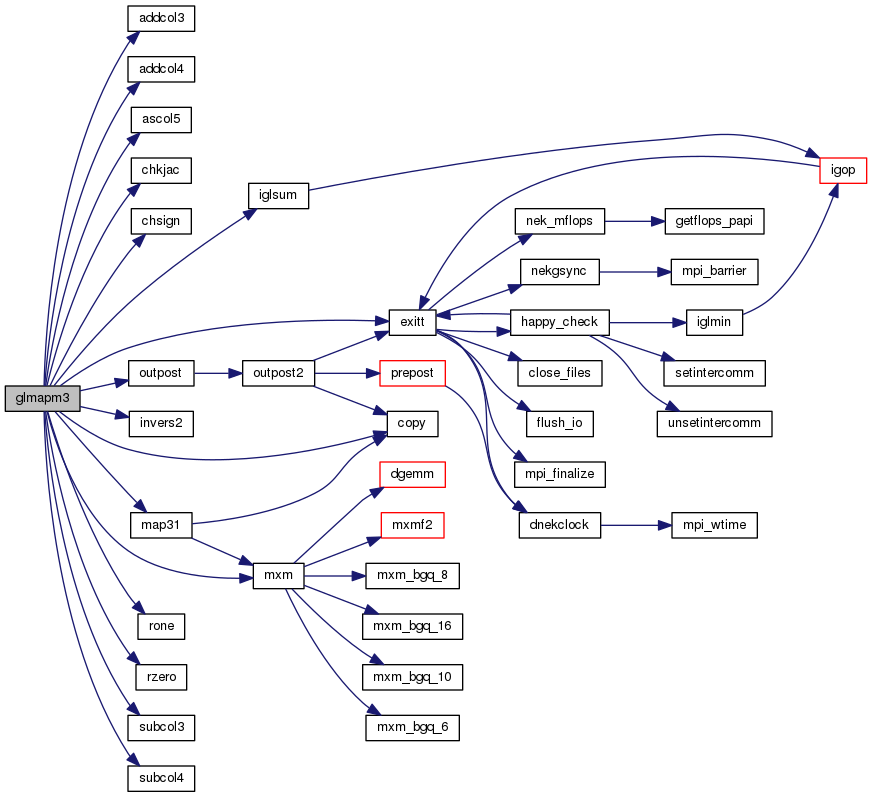 addcol3
addcol4
ascol5
chkjac
igop
iglsum
chsign
nek_mflops
getflops_papi
nekgsync
mpi_barrier
exitt
happy_check
iglmin
outpost
outpost2
prepost
close_files
setintercomm
glmapm3
invers2
copy
flush_io
unsetintercomm
dgemm
mpi_finalize
map31
mxmf2
dnekclock
mpi_wtime
mxm
mxm_bgq_8
rone
mxm_bgq_16
rzero
mxm_bgq_10
subcol3
mxm_bgq_6
subcol4